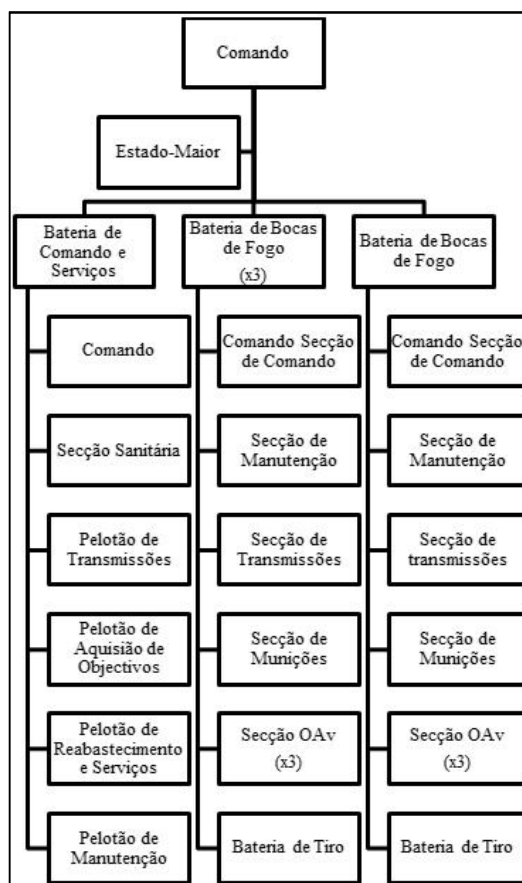 Comando
Estado-Maior
Bateria de
Comando e
Serviços
Bateria de Bocas
de Fogo
(x3)
Bateria de Bocas
de Fogo
Comando
Comando Secção
de Comando
Comando Secção
de Comando
Secção Sanitária
Secção de
Manutenção
Secção de
Manutenção
Pelotão de
Transmissões
Secção de
Transmissões
Secção de
transmissões
Pelotão de
Aquisião de
Objectivos
Secção de
Munições
Secção de
Munições
Pelotão de
Reabastecimento
e Serviços
Secção OAv
(x3)
Secção OAv
(x3)
Pelotão de
Manutenção
Bateria de Tiro
Bateria de Tiro